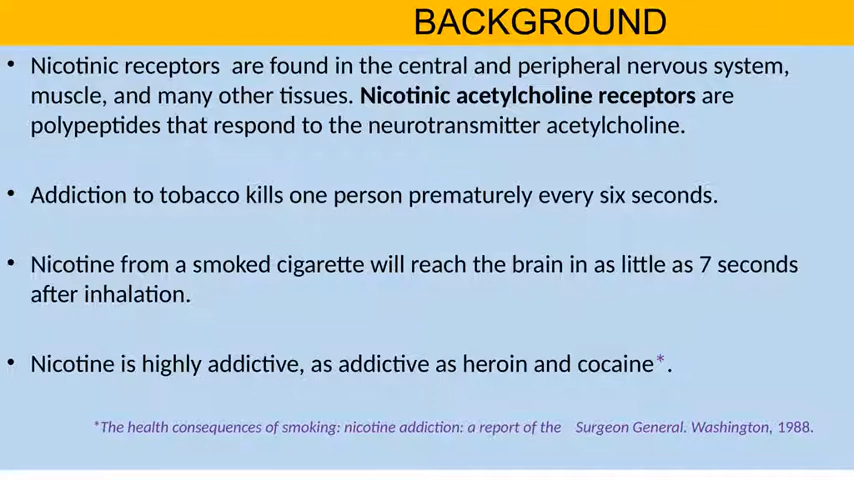 BACKGROUND
• Nicotinic receptors  are found in the central and peripheral nervous system,
muscle, and many other tissues. Nicotinic acetylcholine receptors are
polypeptides that respond to the neurotransmitter acetylcholine.
• Addiction to tobacco kills one person prematurely every six seconds.
• Nicotine from a smoked cigarette will reach the brain in as little as 7 seconds
after inhalation.
• Nicotine is highly addictive, as addictive as heroin and cocaine*.
*The health consequences of smoking: nicotine addiction: a report of the   Surgeon General. Washington, 1988.